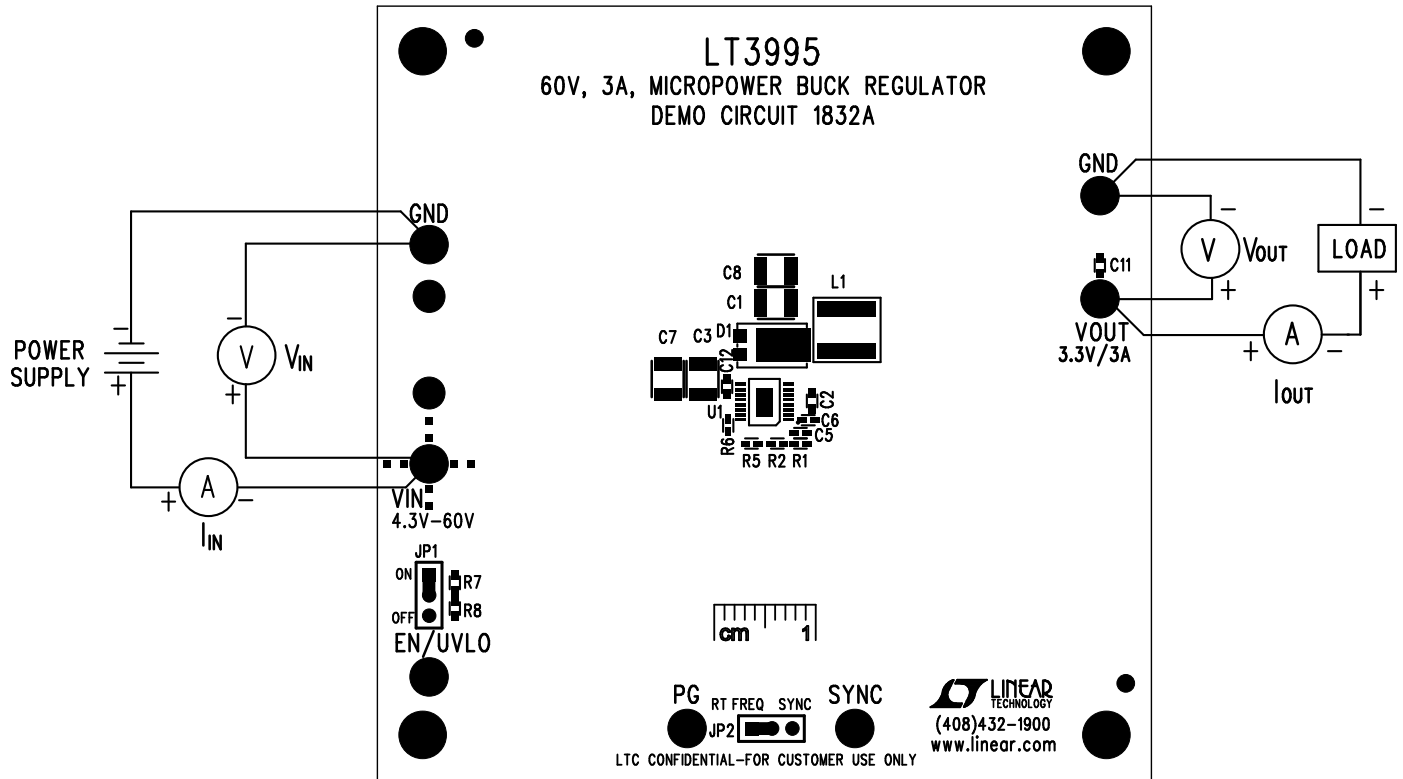 LT3995
60V, 3A, MICROPOWER BUCK REGULATOR
DEMO CIRCUIT 1832A
GND
GND
POWER
SUPPLY
−
+
V
−
+
VIN
A
+
−
IIN
VIN
4.3V−60V
JP1
ON
OFF
R7
R8
EN/UVLO
C8
C1
L1
D1
C7
C3
C12
U1
C2
C6
C5
R6
R5
R2
R1
C11
VOUT
3.3V/3A
V
−
+
VOUT
−
LOAD
+
A
+
−
IOUT
cm
1
PG
RT FREQ
SYNC
SYNC
JP2
LTC CONFIDENTIAL−FOR CUSTOMER USE ONLY
LINEAR
TECHNOLOGY
(408)432−1900
www.linear.com